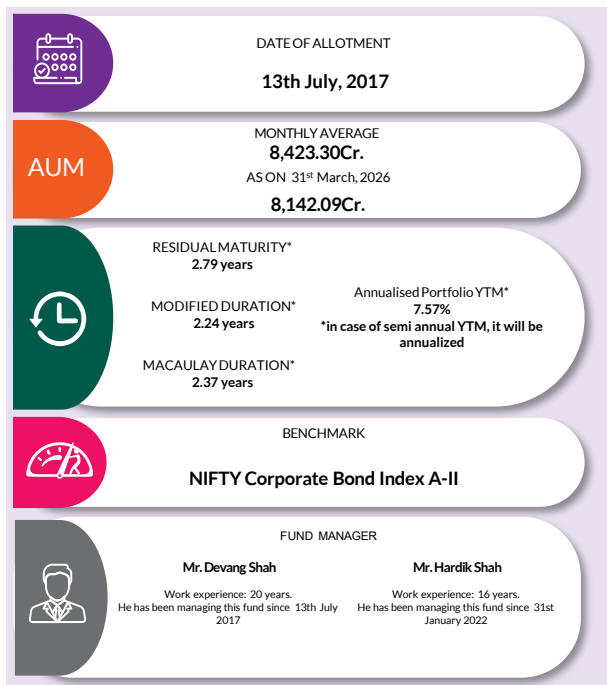 DATE OF ALLOTMENT
13th July, 2017
AUM
MONTHLY AVERAGE
8,423.30Cr.
AS ON 31st March, 2026
8,142.09Cr.
RESIDUAL MATURITY*
2.79 years
MODIFIED DURATION*
2.24 years
MACAULAY DURATION*
2.37 years
Annualised Portfolio YTM*
7.57%
*in case of semi annual YTM, it will be
annualized
BENCHMARK
NIFTY Corporate Bond Index A-II
FUND MANAGER
Mr. Devang Shah
Work experience: 20 years.
He has been managing this fund since 13th July
2017
Mr. Hardik Shah
Work experience: 16 years.
He has been managing this fund since 31st
January 2022